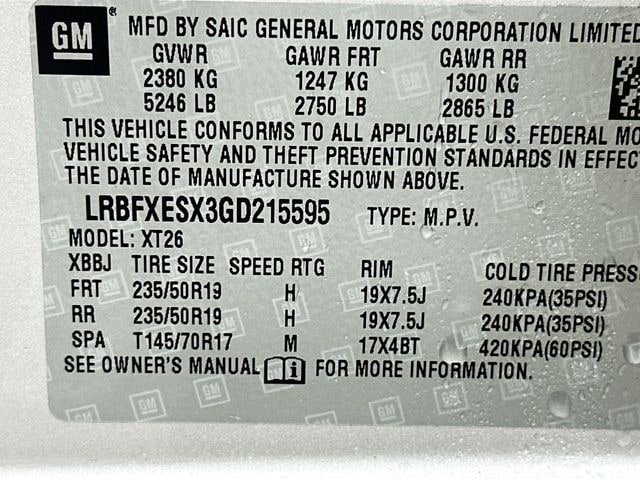 GM
MFD BY SAIC GENERAL MOTORS CORPORATION LIMITED
GVWR GAWR FRT GAWR RR
2380 KG 1247 KG 1300 KG
5246 LB 2750 LB 2865 LB
THIS VEHICLE CONFORMS TO ALL APPLICABLE U.S. FEDERAL MO
VEHICLE SAFETY AND THEFT PREVENTION STANDARDS IN EFFEC
THE DATE OF MANUFACTURE SHOWN ABOVE.
LRBFXESX3GD215595 TYPE: M.P.V.
MODEL: XT26
XBBJ TIRE SIZE SPEED RTG RIM COLD TIRE PRESS
FRT 235/50R19 H 19X7.5J 240KPA(35PSI)
RR 235/50R19 H 19X7.5J 240KPA(35PSI)
SPA T145/70R17 M 17X4BT 420KPA(60PSI)
SEE OWNER'S MANUAL i FOR MORE INFORMATION.